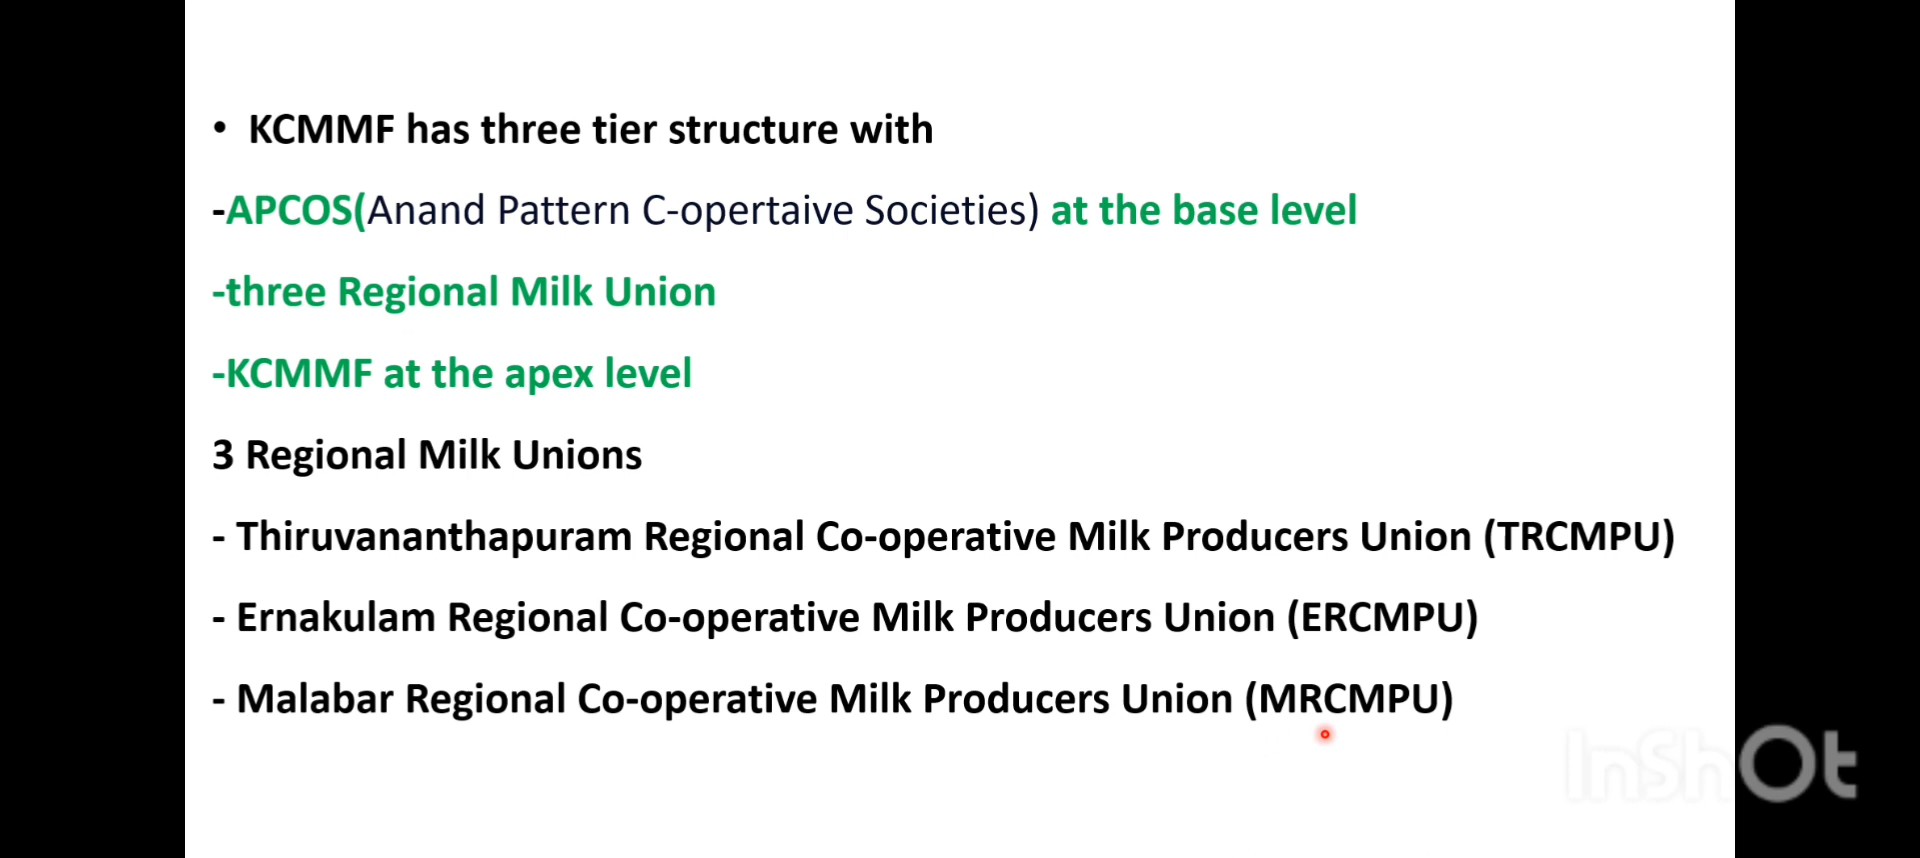 • KCMMF has three tier structure with
-APCOS(Anand Pattern C-opertaive Societies) at the base level
-three Regional Milk Union
-KCMMF at the apex level
3 Regional Milk Unions
- Thiruvananthapuram Regional Co-operative Milk Producers Union (TRCMPU)
- Ernakulam Regional Co-operative Milk Producers Union (ERCMPU)
- Malabar Regional Co-operative Milk Producers Union (MRCMPU)
InShOt